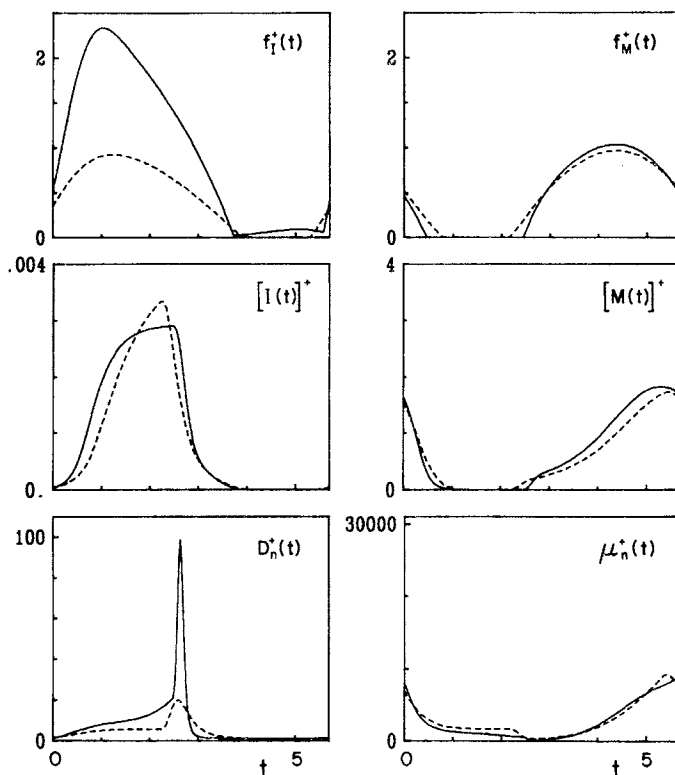 2
f_I^+(t)
0
2
f_M^+(t)
0
.004
[I(t)]^+
0.
4
[M(t)]^+
0
100
D_n^+(t)
0
30000
μ_n^+(t)
0
0 t 5
0 t 5